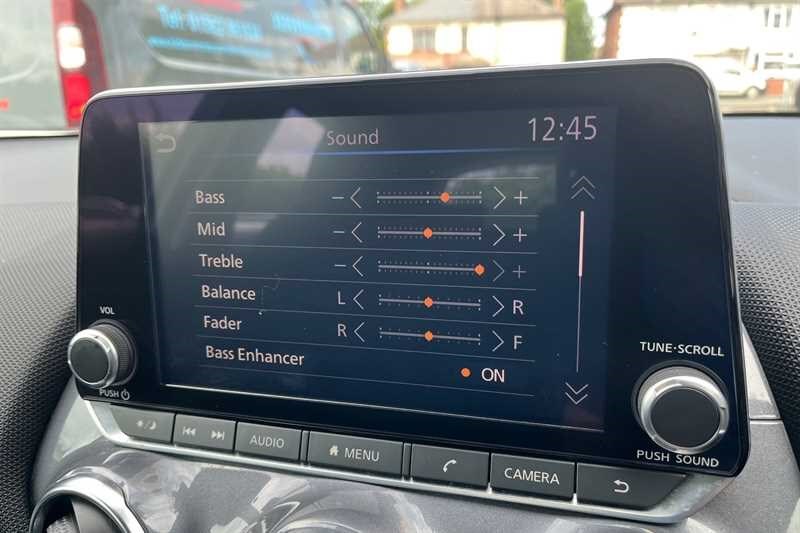 Tel:
Sound
12:45
Bass - +
Mid - +
Treble - +
Balance L R
Fader R F
Bass Enhancer ON
VOL
PUSH
TUNE·SCROLL
PUSH SOUND
AUDIO
MENU
CAMERA